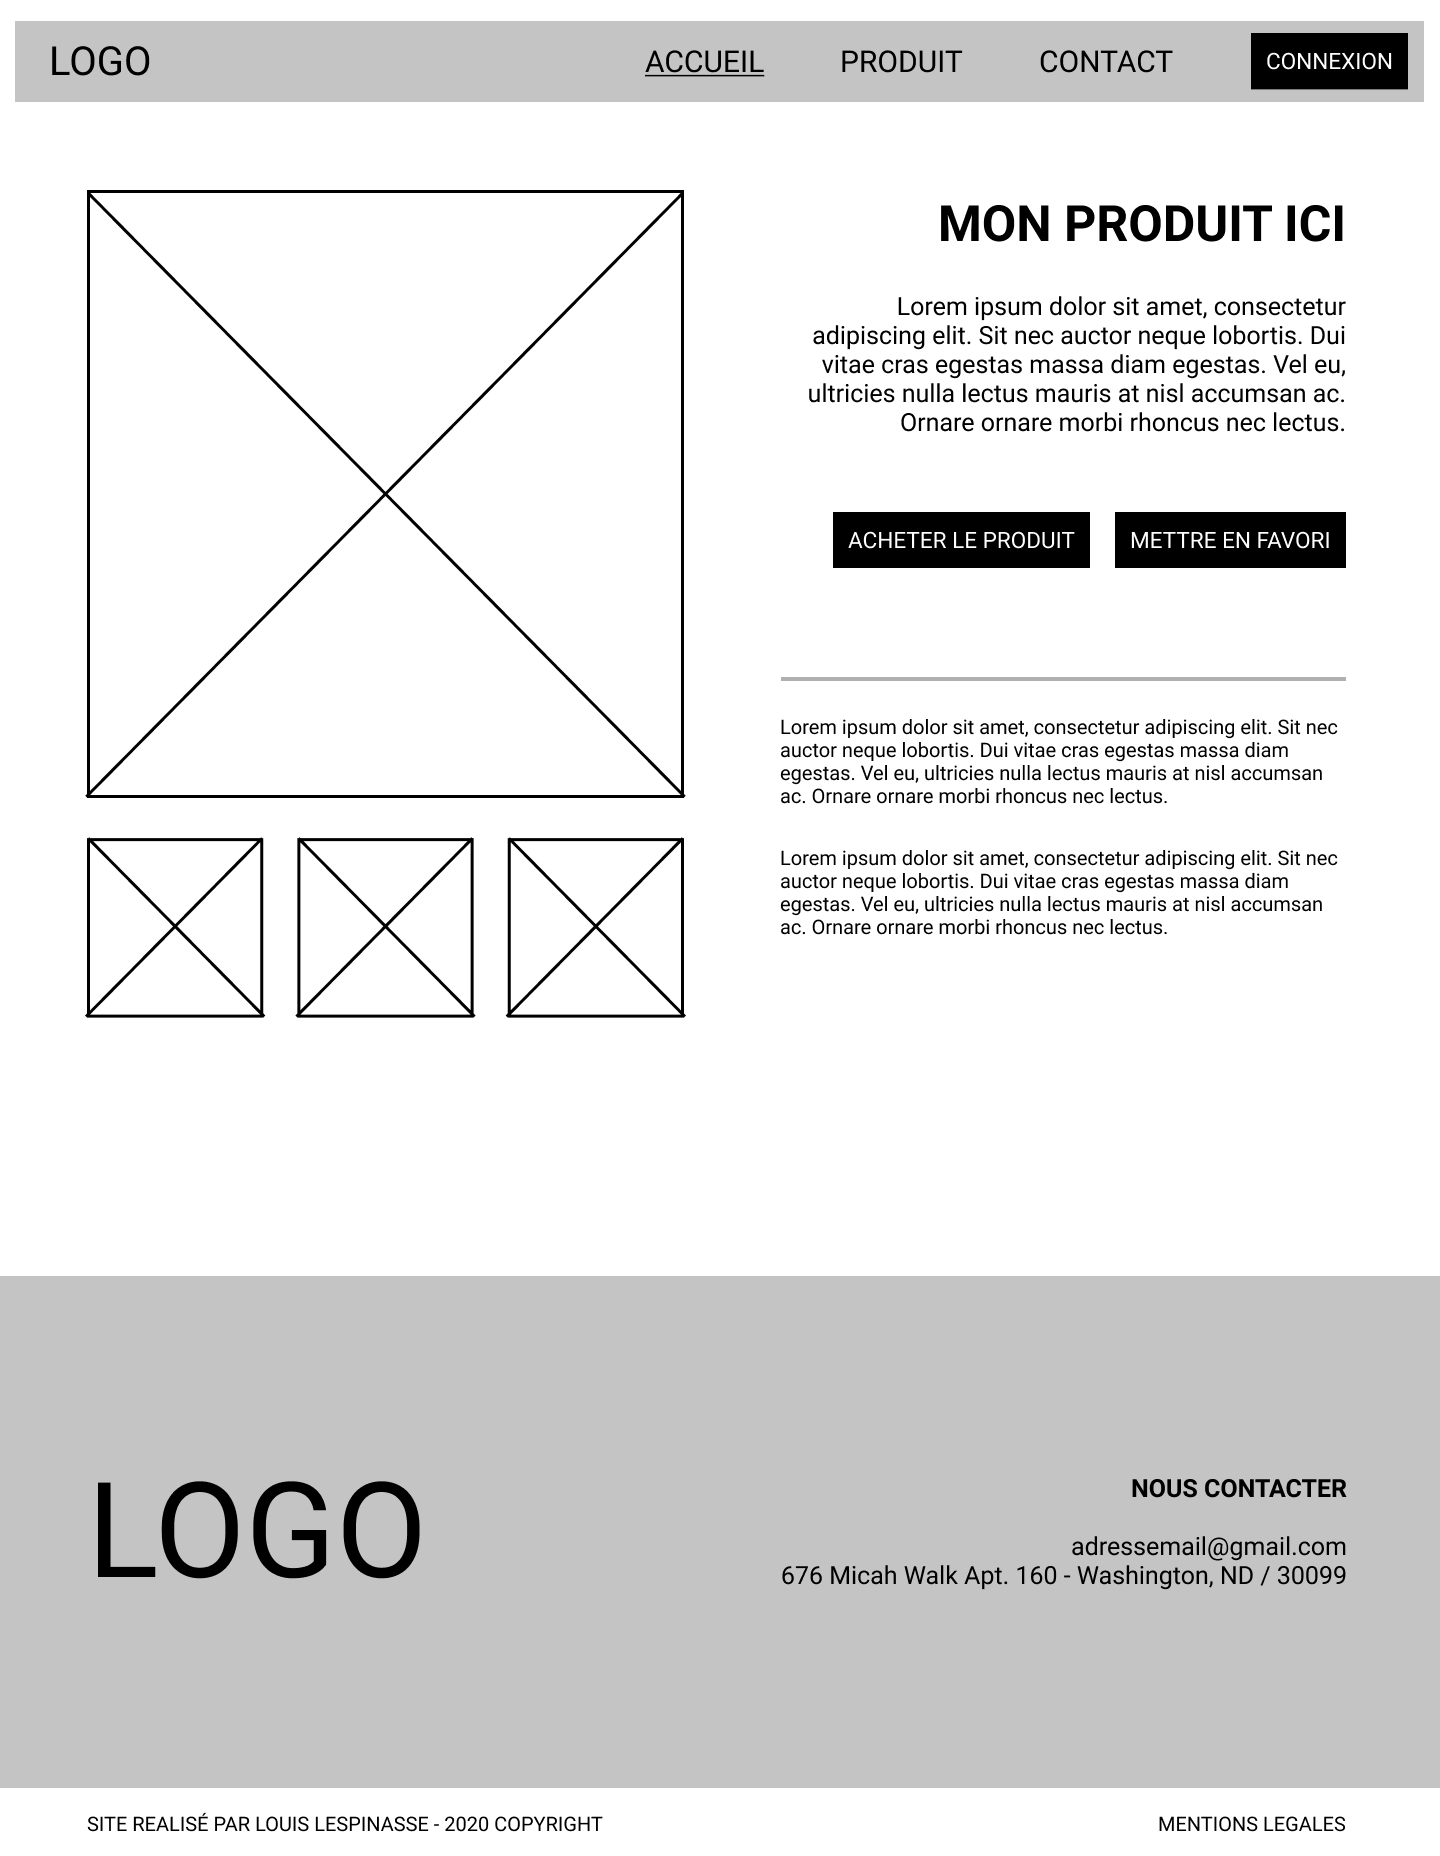 LOGO
ACCUEIL
PRODUIT
CONTACT
CONNEXION
MON PRODUIT ICI
Lorem ipsum dolor sit amet, consectetur
adipiscing elit. Sit nec auctor neque lobortis. Dui
vitae cras egestas massa diam egestas. Vel eu,
ultricies nulla lectus mauris at nisl accumsan ac.
Ornare ornare morbi rhoncus nec lectus.
ACHETER LE PRODUIT
METTRE EN FAVORI
Lorem ipsum dolor sit amet, consectetur adipiscing elit. Sit nec
auctor neque lobortis. Dui vitae cras egestas massa diam
egestas. Vel eu, ultricies nulla lectus mauris at nisl accumsan
ac. Ornare ornare morbi rhoncus nec lectus.
Lorem ipsum dolor sit amet, consectetur adipiscing elit. Sit nec
auctor neque lobortis. Dui vitae cras egestas massa diam
egestas. Vel eu, ultricies nulla lectus mauris at nisl accumsan
ac. Ornare ornare morbi rhoncus nec lectus.
LOGO
NOUS CONTACTER
adressemail@gmail.com
676 Micah Walk Apt. 160 - Washington, ND / 30099
SITE REALISÉ PAR LOUIS LESPINASSE - 2020 COPYRIGHT
MENTIONS LEGALES